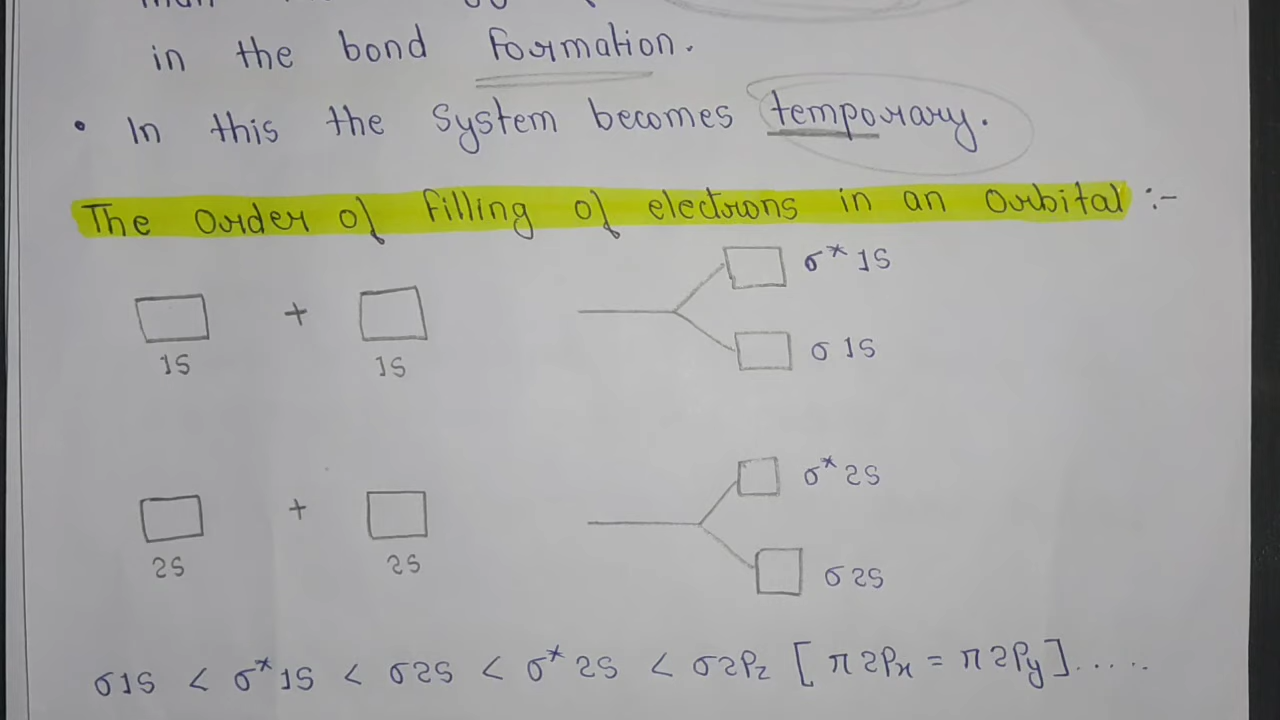 in the bond formation.
• In this the system becomes temporary.
The order of filling of electrons in an orbital :-
σ*1s
1s + 1s
σ 1s
σ*2s
2s + 2s
σ2s
σ1s < σ*1s < σ2s < σ*2s < σ2Pz [π2Px = π2Py].....